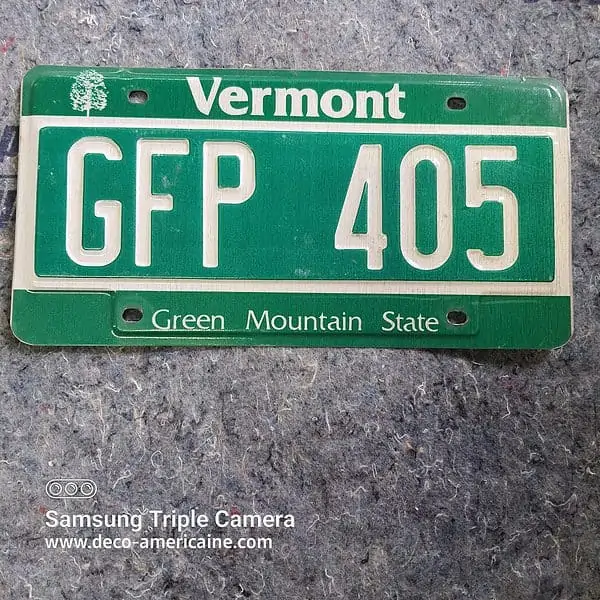 Vermont
GFP 405
Green Mountain State
Samsung Triple Camera
www.deco-americaine.com